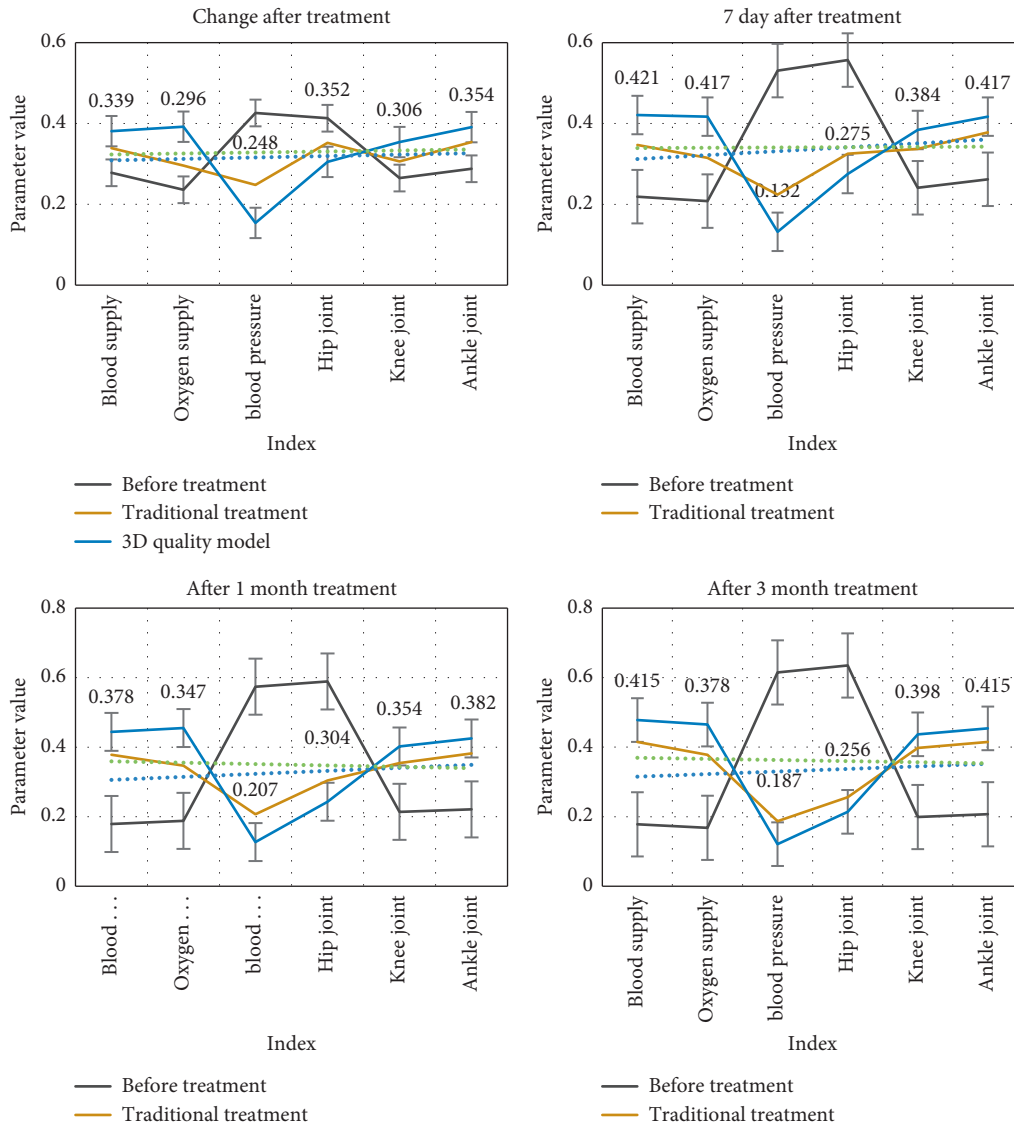 Change after treatment
Parameter value
0.6
0.4
0.2
0
0.339
0.296
0.248
0.352
0.306
0.354
Blood supply
Oxygen supply
blood pressure
Hip joint
Knee joint
Ankle joint
Index
Before treatment
Traditional treatment
3D quality model
7 day after treatment
Parameter value
0.6
0.4
0.2
0
0.421
0.417
0.132
0.275
0.384
0.417
Blood supply
Oxygen supply
blood pressure
Hip joint
Knee joint
Ankle joint
Index
Before treatment
Traditional treatment
After 1 month treatment
Parameter value
0.8
0.6
0.4
0.2
0
0.378
0.347
0.207
0.304
0.354
0.382
Blood ...
Oxygen ...
blood ...
Hip joint
Knee joint
Ankle joint
Index
Before treatment
Traditional treatment
After 3 month treatment
Parameter value
0.8
0.6
0.4
0.2
0
0.415
0.378
0.187
0.256
0.398
0.415
Blood supply
Oxygen supply
blood pressure
Hip joint
Knee joint
Ankle joint
Index
Before treatment
Traditional treatment